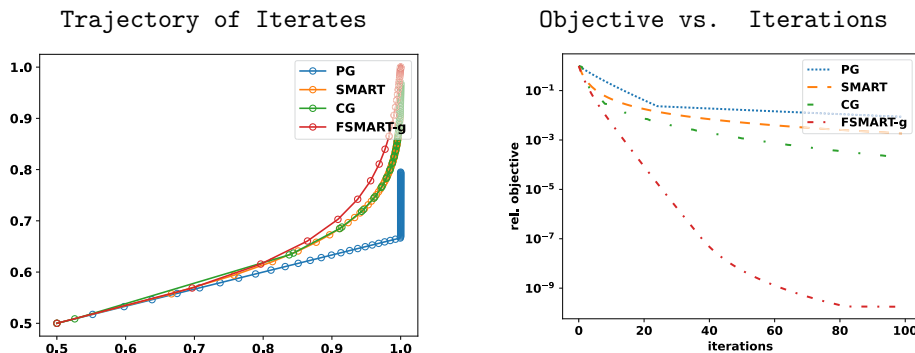 Trajectory of Iterates
1.0
0.9
0.8
0.7
0.6
0.5
0.5 0.6 0.7 0.8 0.9 1.0
PG
SMART
CG
FSMART-g
Objective vs. Iterations
rel. objective
10⁻¹
10⁻³
10⁻⁵
10⁻⁷
10⁻⁹
0 20 40 60 80 100
iterations
PG
SMART
CG
FSMART-g